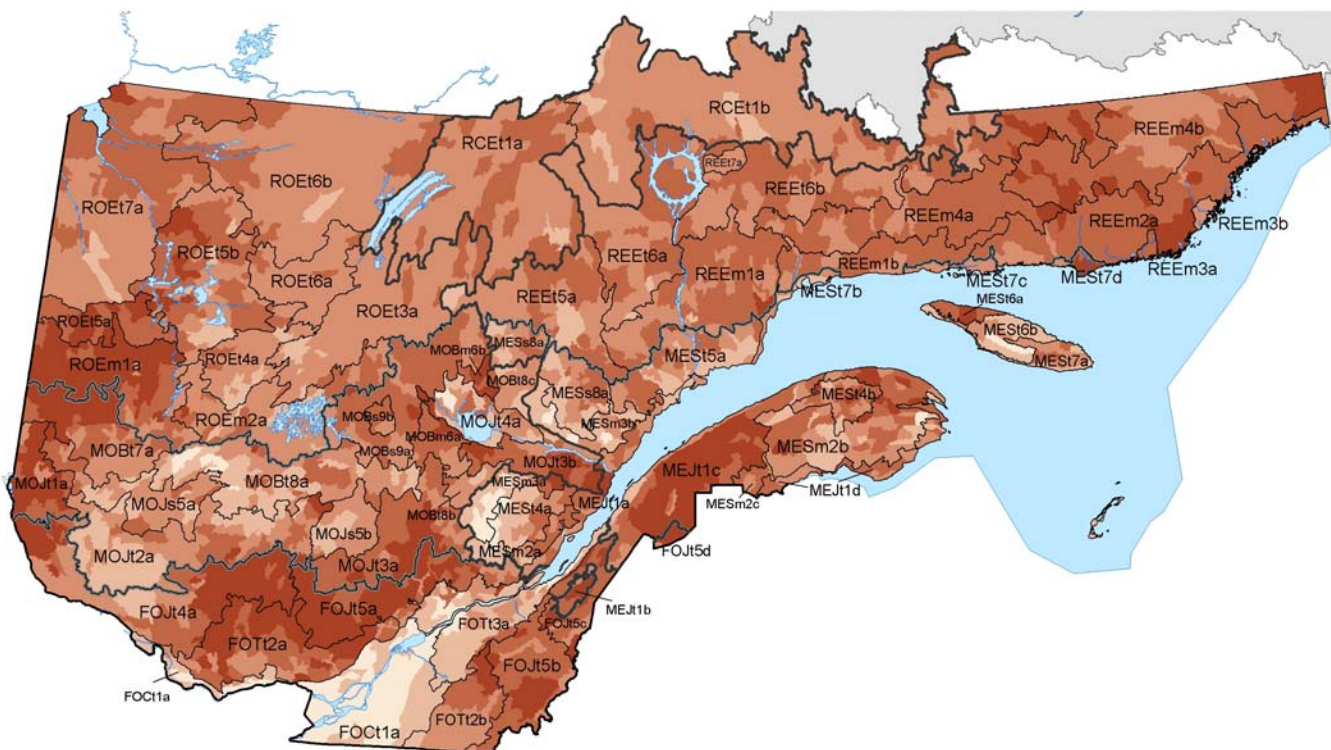 RCEt1b
REEm4b
RCEt1a
REEt7a
ROEt6b
REEt6b
ROEt7a
REEm4a
REEm2a
REEm3b
ROEt5b
REEt6a
REEm1a
REEm1b
REEm3a
ROEt6a
MESt7c
MESt7d
MESt7b
REEt5a
MESt6a
ROEt3a
ROEt5a
MESt6b
MOBm6b
MESs8a
MESt5a
ROEt4a
MESt7a
ROEm1a
MOBt8c
MESs8a
MESt4b
ROEm2a
MOBs9b
MOJt4a
MESm3b
MOBm6a
MESm2b
MOBt7a
MOBs9a
MOJt3b
MEJt1c
MOBt8a
MESm3a
MOJt1a
MEJt1d
MOJs5a
MEJt1a
MESm2c
MESt4a
MOBt8b
MOJs5b
MESm2a
MOJt2a
FOJt5d
MOJt3a
FOJt4a
FOJt5a
MEJt1b
FOTt3a
FOJt5c
FOTt2a
FOJt5b
FOCt1a
FOTt2b
FOCt1a